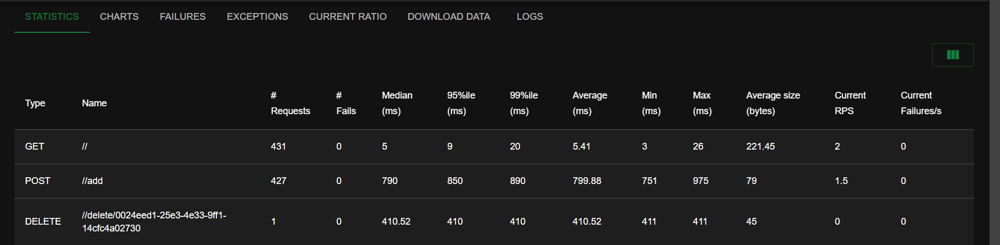 STATISTICS CHARTS FAILURES EXCEPTIONS CURRENT RATIO DOWNLOAD DATA LOGS
Type Name # Requests # Fails Median (ms) 95%ile (ms) 99%ile (ms) Average (ms) Min (ms) Max (ms) Average size (bytes) Current RPS Current Failures/s
GET // 431 0 5 9 20 5.41 3 26 221.45 2 0
POST //add 427 0 790 850 890 799.88 751 975 79 1.5 0
DELETE //delete/0024eed1-25e3-4e33-9ff1-14cfc4a02730 1 0 410.52 410 410 410.52 411 411 45 0 0